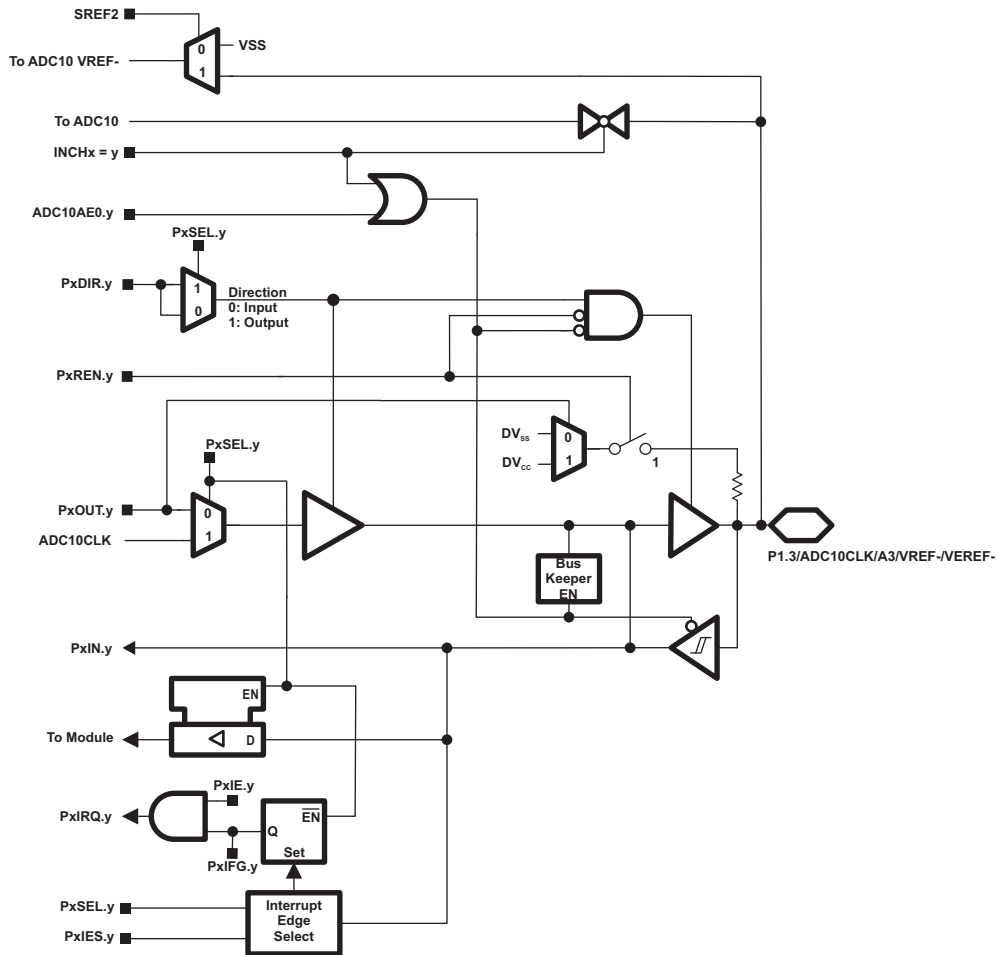 SREF2
0
VSS
To ADC10 VREF-
1
To ADC10
INCHx = y
ADC10AE0.y
PxSEL.y
PxDIR.y
1
0
Direction
0: Input
1: Output
PxREN.y
DVss
0
DVcc
1
1
PxSEL.y
PxOUT.y
0
ADC10CLK
1
P1.3/ADC10CLK/A3/VREF-/VEREF-
Bus
Keeper
EN
PxIN.y
EN
To Module
D
PxIE.y
PxIRQ.y
EN
Q
Set
PxIFG.y
PxSEL.y
PxIES.y
Interrupt
Edge
Select